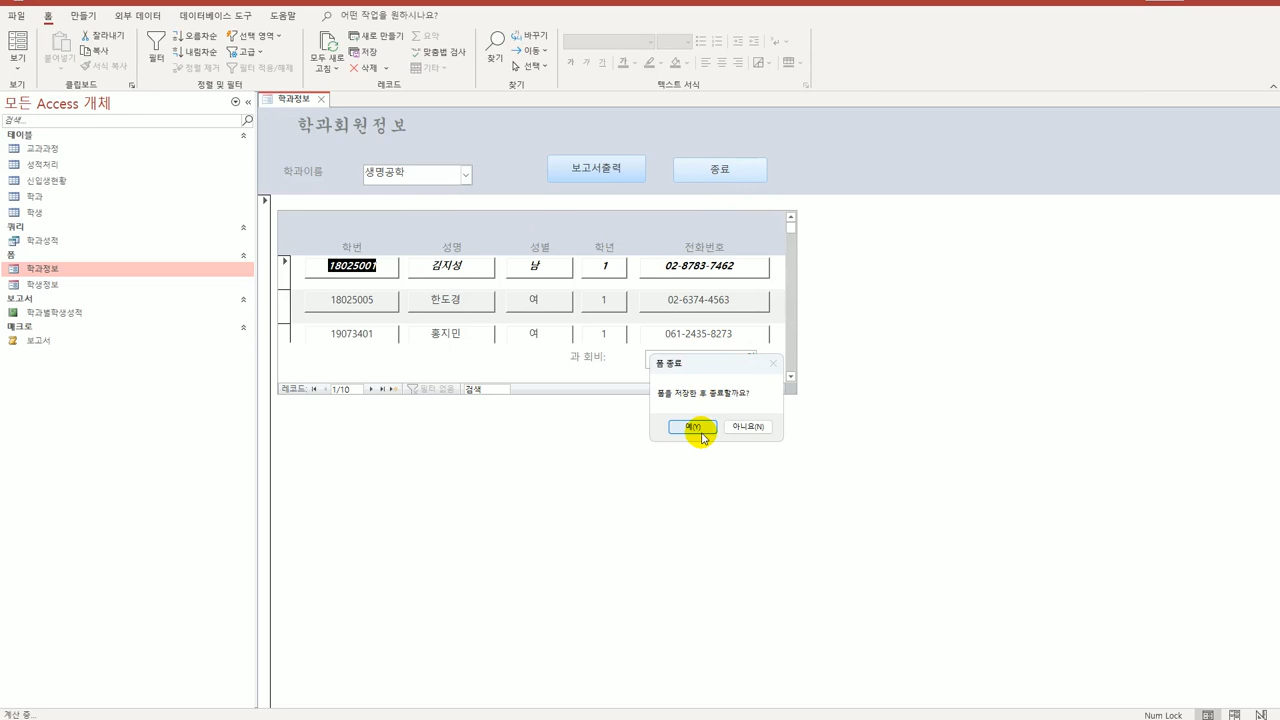 파일 홈 만들기 외부 데이터 데이터베이스 도구 도움말 어떤 작업을 원하시나요?
보기
붙여넣기
잘라내기
복사
서식 복사
필터
오름차순
내림차순
정렬 제거
선택 영역
고급
필터 적용/해제
모두 새로 고침
새로 만들기
저장
삭제
요약
맞춤법 검사
기타
찾기
바꾸기
이동
선택
가 가 가 가
보기 클립보드 정렬 및 필터 레코드 찾기 텍스트 서식
모든 Access 개체
검색...
테이블
교과과정
성적처리
신입생현황
학과
학생
쿼리
학과성적
폼
학과정보
학생정보
보고서
학과별학생성적
매크로
보고서
학과정보
학과회원정보
학과이름 생명공학 보고서출력 종료
학번 성명 성별 학년 전화번호
18025001 김지성 남 1 02-8783-7462
18025005 한도경 여 1 02-6374-4563
19073401 홍지민 여 1 061-2435-8273
과 회비:
레코드: 1/10 필터 없음 검색
폼 종료
폼을 저장한 후 종료할까요?
예(Y) 아니요(N)
계산 중... Num Lock